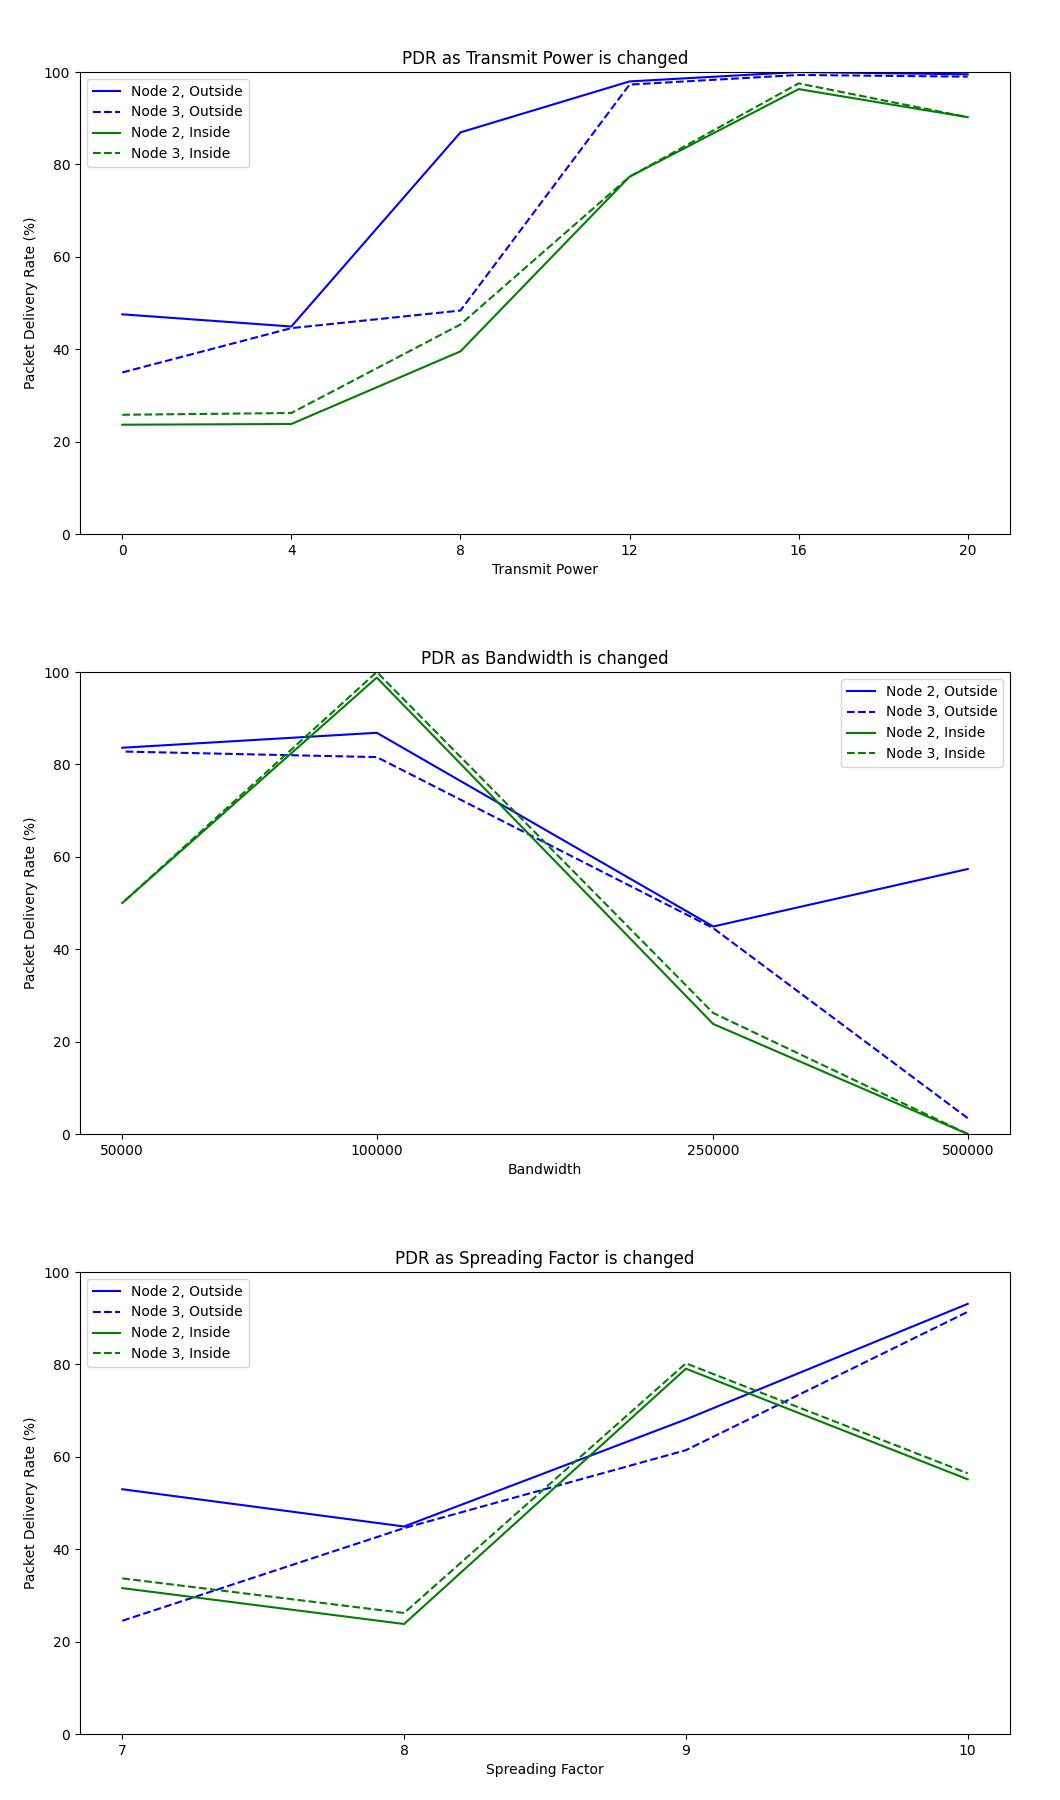 PDR as Transmit Power is changed
100
80
60
40
20
0
Packet Delivery Rate (%)
Node 2, Outside
Node 3, Outside
Node 2, Inside
Node 3, Inside
0 4 8 12 16 20
Transmit Power
PDR as Bandwidth is changed
100
80
60
40
20
0
Packet Delivery Rate (%)
Node 2, Outside
Node 3, Outside
Node 2, Inside
Node 3, Inside
50000 100000 250000 500000
Bandwidth
PDR as Spreading Factor is changed
100
80
60
40
20
0
Packet Delivery Rate (%)
Node 2, Outside
Node 3, Outside
Node 2, Inside
Node 3, Inside
7 8 9 10
Spreading Factor